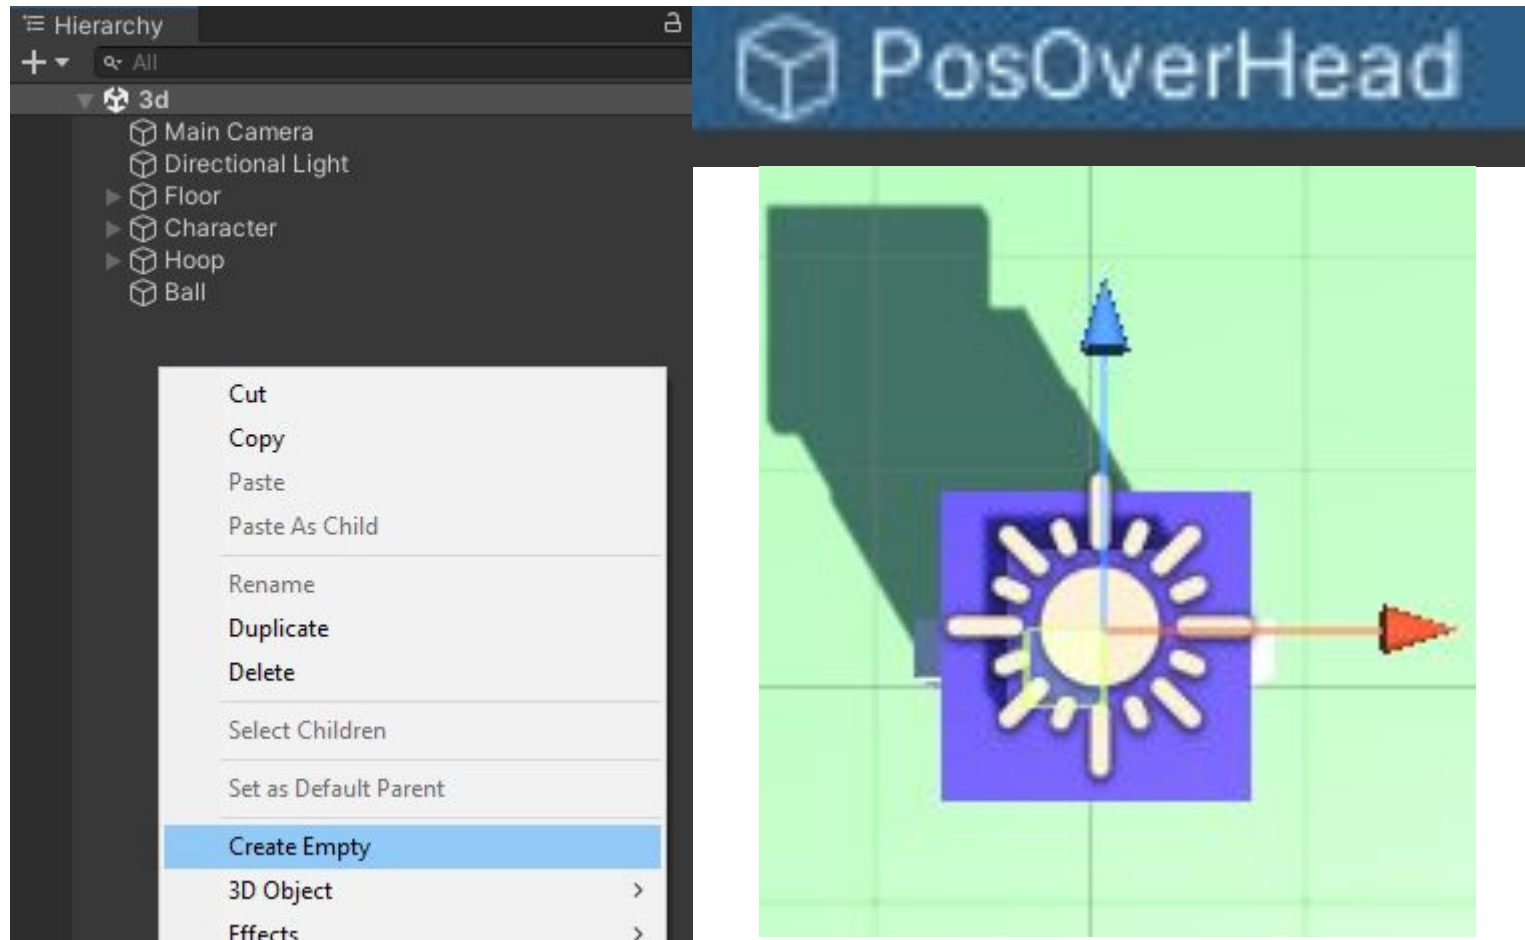 Hierarchy
All
3d
Main Camera
Directional Light
Floor
Character
Hoop
Ball
Cut
Copy
Paste
Paste As Child
Rename
Duplicate
Delete
Select Children
Set as Default Parent
Create Empty
3D Object
Effects
PosOverHead